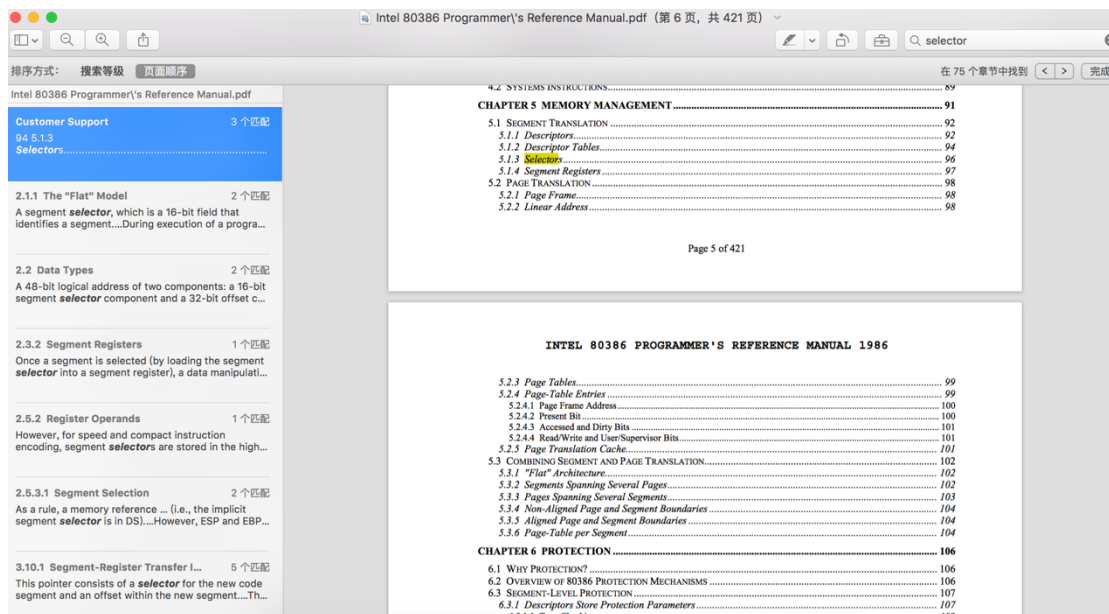 Intel 80386 Programmer\'s Reference Manual.pdf（第 6 页，共 421 页）
selector
排序方式： 搜索等级 页面顺序
在 75 个章节中找到 < > 完成
Intel 80386 Programmer\'s Reference Manual.pdf
Customer Support 3 个匹配
94 5.1.3
Selectors............................................................
2.1.1 The "Flat" Model 2 个匹配
A segment selector, which is a 16-bit field that
identifies a segment....During execution of a progra...
2.2 Data Types 2 个匹配
A 48-bit logical address of two components: a 16-bit
segment selector component and a 32-bit offset c...
2.3.2 Segment Registers 1 个匹配
Once a segment is selected (by loading the segment
selector into a segment register), a data manipulati...
2.5.2 Register Operands 1 个匹配
However, for speed and compact instruction
encoding, segment selectors are stored in the high...
2.5.3.1 Segment Selection 2 个匹配
As a rule, a memory reference ... (i.e., the implicit
segment selector is in DS)....However, ESP and EBP...
3.10.1 Segment-Register Transfer I... 5 个匹配
This pointer consists of a selector for the new code
segment and an offset within the new segment....Th...
4.2 SYSTEMS INSTRUCTIONS............................................................ 89
CHAPTER 5 MEMORY MANAGEMENT............................................................ 91
5.1 SEGMENT TRANSLATION............................................................ 92
5.1.1 Descriptors............................................................ 92
5.1.2 Descriptor Tables............................................................ 94
5.1.3 Selectors............................................................ 96
5.1.4 Segment Registers............................................................ 97
5.2 PAGE TRANSLATION............................................................ 98
5.2.1 Page Frame............................................................ 98
5.2.2 Linear Address............................................................ 98
Page 5 of 421
INTEL 80386 PROGRAMMER'S REFERENCE MANUAL 1986
5.2.3 Page Tables............................................................ 99
5.2.4 Page-Table Entries............................................................ 99
5.2.4.1 Page Frame Address............................................................ 100
5.2.4.2 Present Bit............................................................ 100
5.2.4.3 Accessed and Dirty Bits............................................................ 101
5.2.4.4 Read/Write and User/Supervisor Bits............................................................ 101
5.2.5 Page Translation Cache............................................................ 101
5.3 COMBINING SEGMENT AND PAGE TRANSLATION............................................................ 102
5.3.1 "Flat" Architecture............................................................ 102
5.3.2 Segments Spanning Several Pages............................................................ 102
5.3.3 Pages Spanning Several Segments............................................................ 103
5.3.4 Non-Aligned Page and Segment Boundaries............................................................ 104
5.3.5 Aligned Page and Segment Boundaries............................................................ 104
5.3.6 Page-Table per Segment............................................................ 104
CHAPTER 6 PROTECTION............................................................ 106
6.1 WHY PROTECTION?............................................................ 106
6.2 OVERVIEW OF 80386 PROTECTION MECHANISMS............................................................ 106
6.3 SEGMENT-LEVEL PROTECTION............................................................ 107
6.3.1 Descriptors Store Protection Parameters............................................................ 107